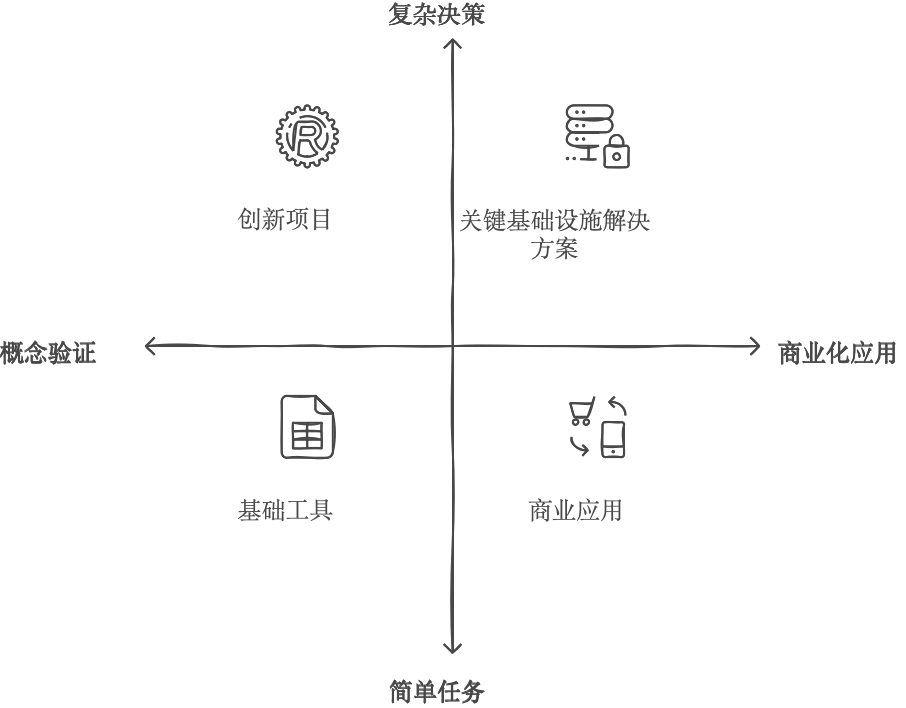 复杂决策
创新项目
关键基础设施解决
方案
概念验证
商业化应用
基础工具
商业应用
简单任务